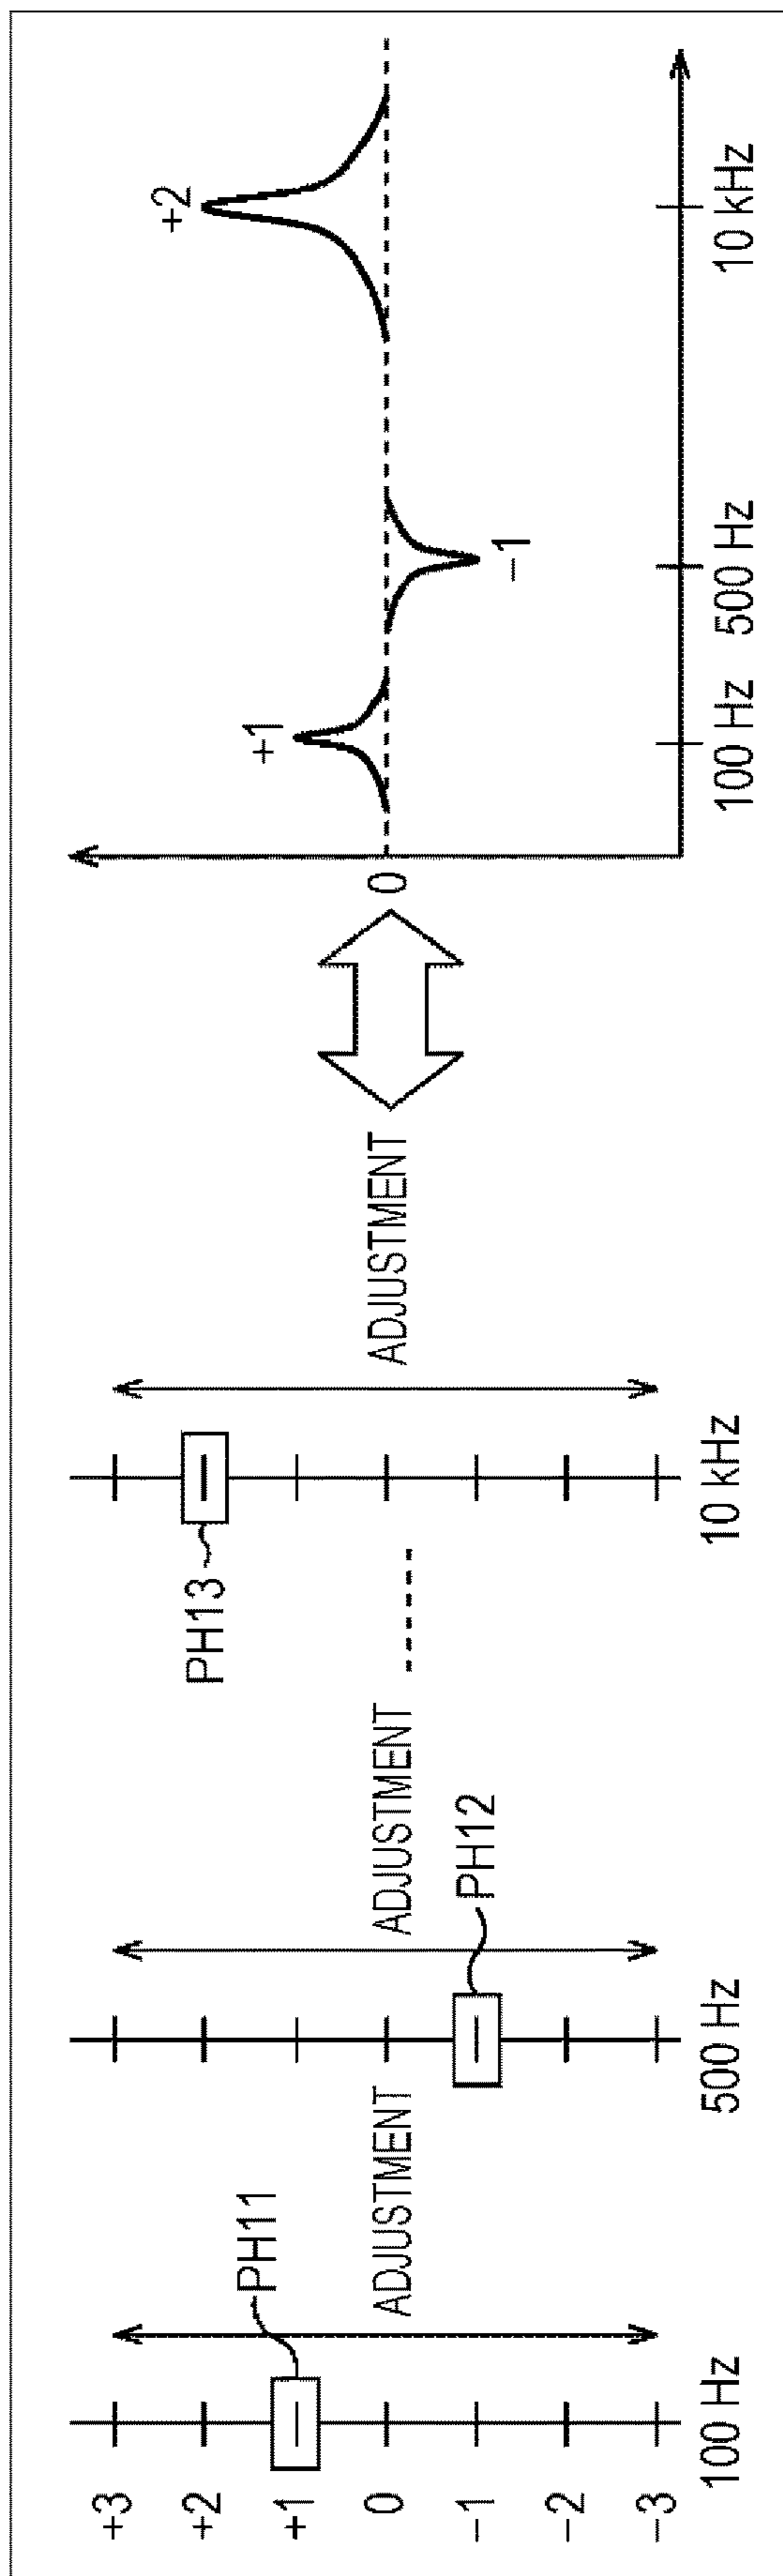 +3
+2
+1
0
−1
−2
−3
100 Hz
PH11
ADJUSTMENT
500 Hz
PH12
ADJUSTMENT
PH13
10 kHz
ADJUSTMENT
0
+1
−1
+2
100 Hz
500 Hz
10 kHz